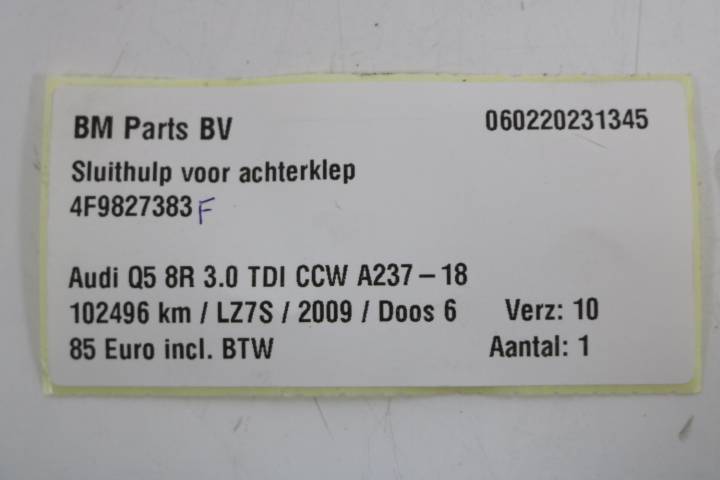 BM Parts BV 060220231345
Sluithulp voor achterklep
4F9827383 F
Audi Q5 8R 3.0 TDI CCW A237-18
102496 km / LZ7S / 2009 / Doos 6 Verz: 10
85 Euro incl. BTW Aantal: 1